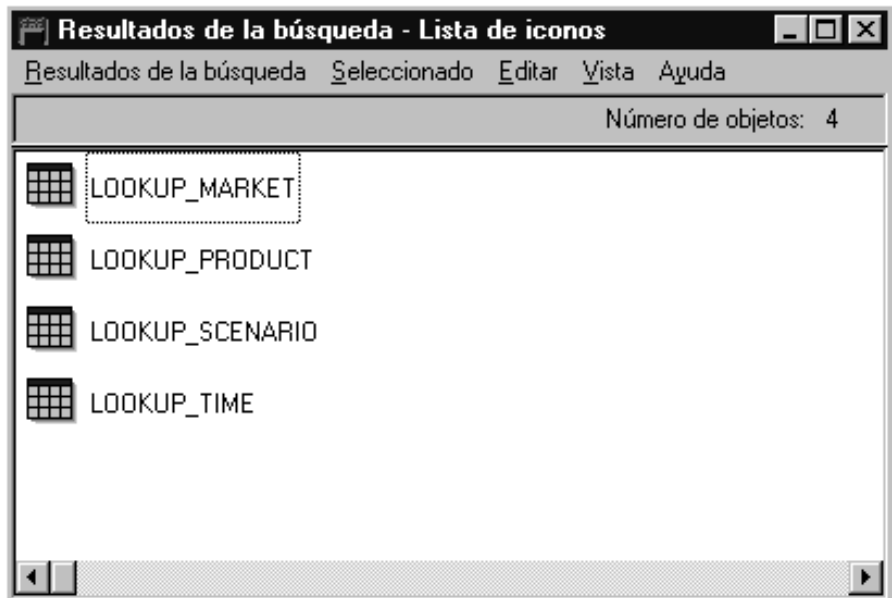 Resultados de la búsqueda - Lista de iconos
Resultados de la búsqueda Seleccionado Editar Vista Ayuda
Número de objetos: 4
LOOKUP_MARKET
LOOKUP_PRODUCT
LOOKUP_SCENARIO
LOOKUP_TIME